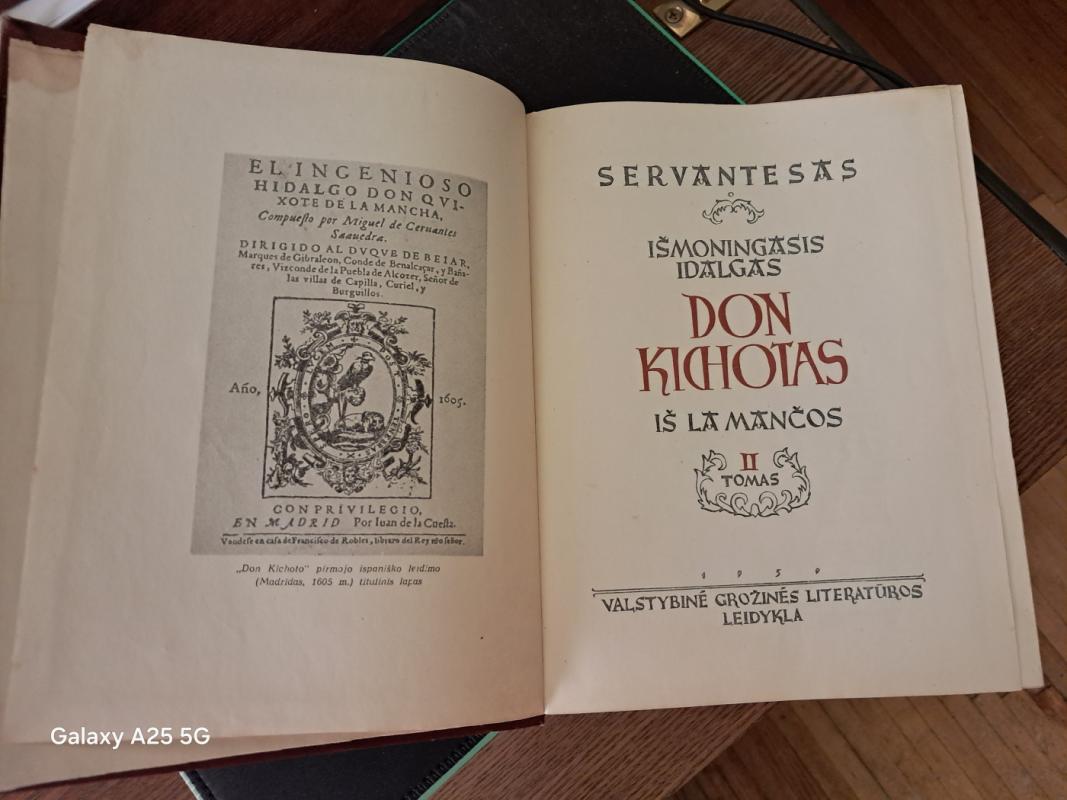 EL INGENIOSO
HIDALGO DON QVI-
XOTE DE LA MANCHA,
Compuesto por Miguel de Ceruantes
Saauedra.
DIRIGIDO AL DVQVE DE BEIAR,
Marques de Gibraleon, Conde de Benalcaçar, y Baña-
res, Vizconde de la Puebla de Alcozer, Señor de
las villas de Capilla, Curiel, y
Burguillos.
Año,
1605.
CON PRIVILEGIO,
EN MADRID Por Iuan de la Cuesta.
Vendese en casa de Francisco de Robles, librero del Rey nro señor.
„Don Kichoto" pirmojo ispaniško leidimo
(Madridas, 1605 m.) titulinis lapas
SERVANTESAS
IŠMONINGASIS
IDALGAS
DON
KICHOTAS
IŠ LA MANČOS
II
TOMAS
1959
VALSTYBINĖ GROŽINĖS LITERATŪROS
LEIDYKLA
Galaxy A25 5G